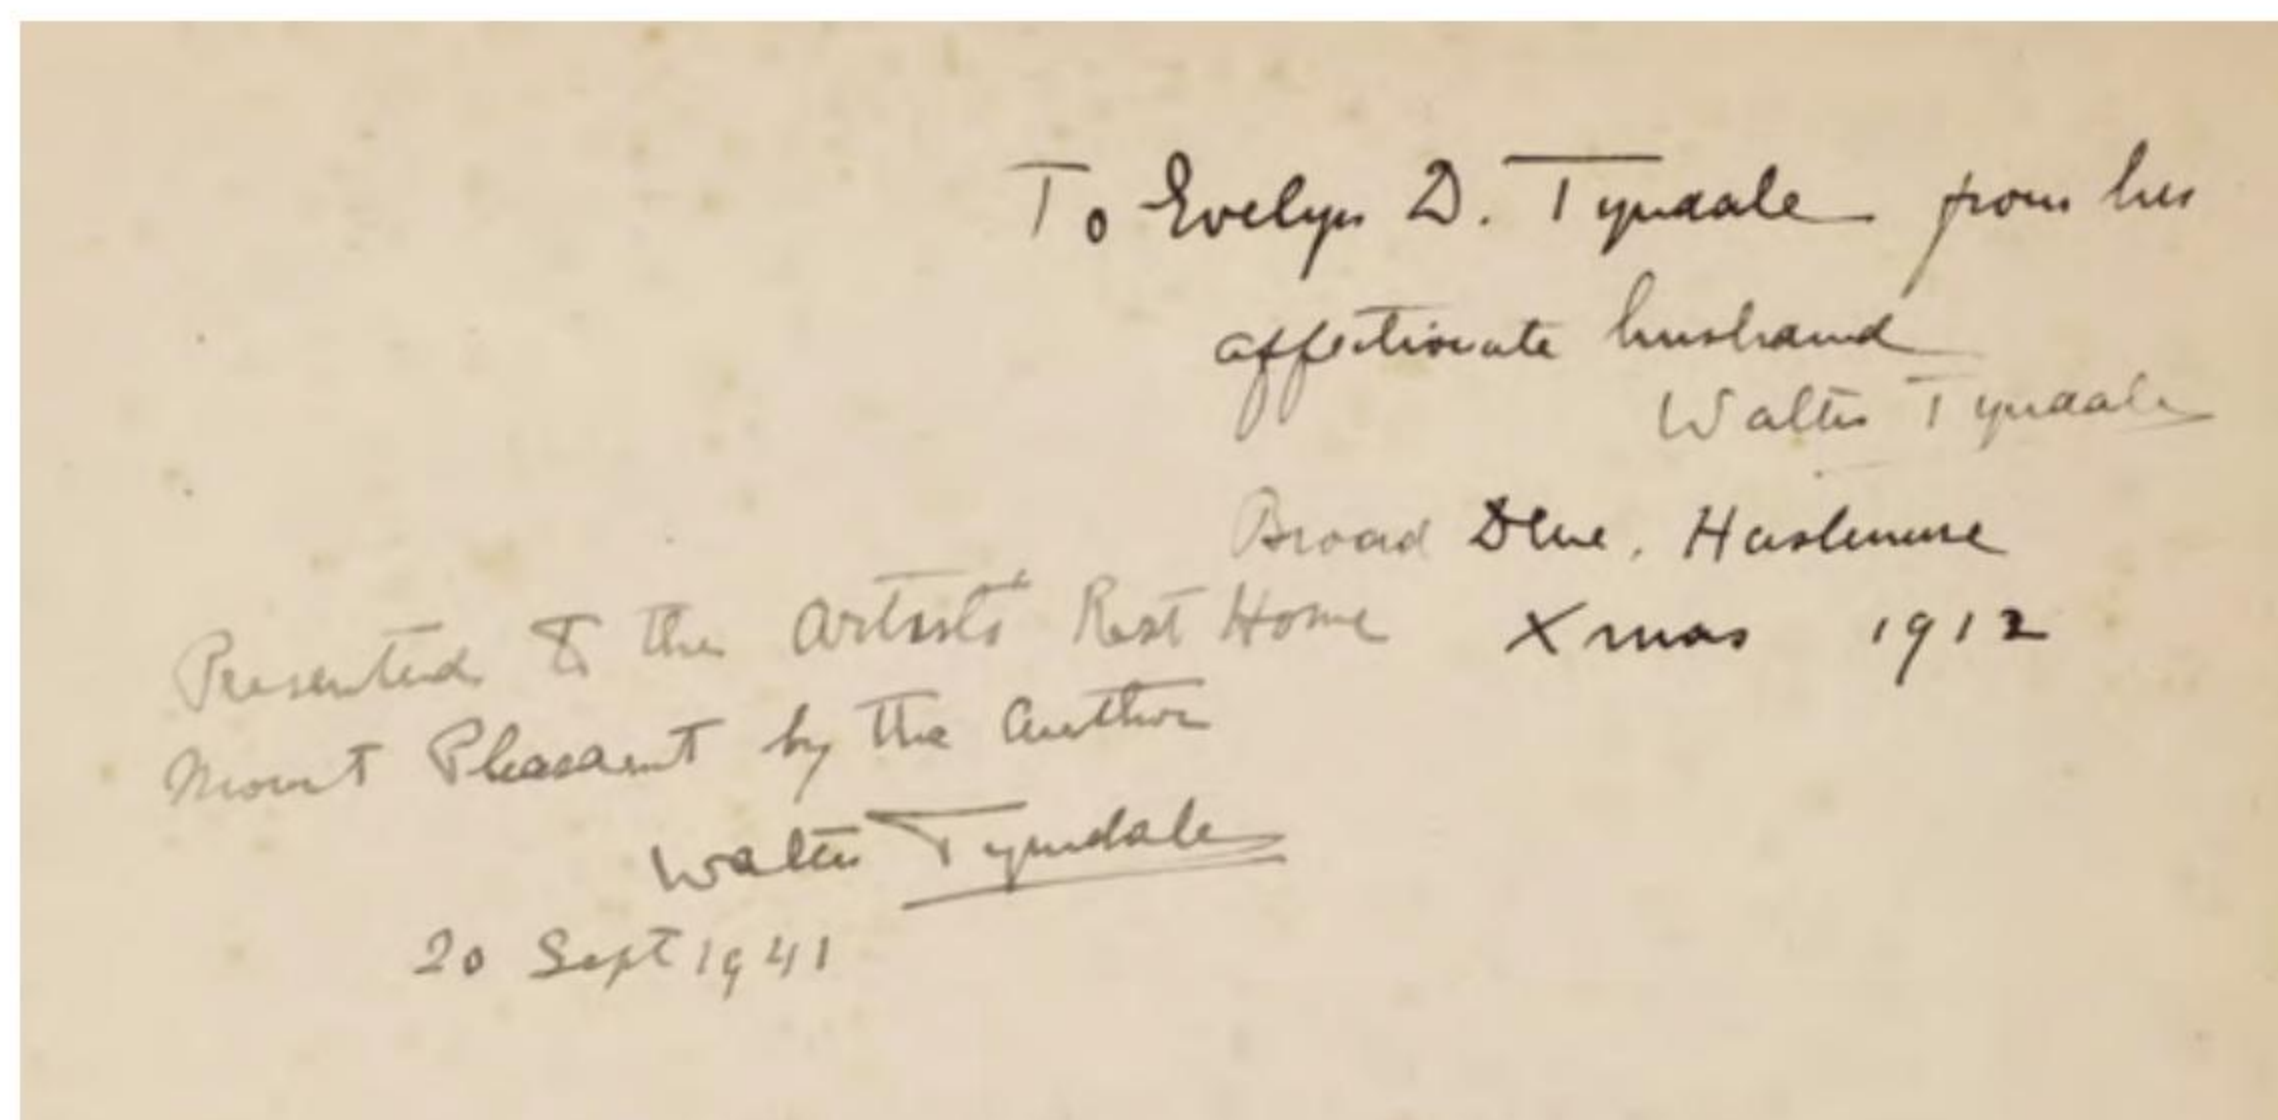 To Evelyn D. Tyndale from her
affectionate husband
Walter Tyndale
Broad Dene, Haslemere
Xmas 1912
Presented to the Artists' Rest Home
Mount Pleasant by the Author
Walter Tyndale
20 Sept 1941